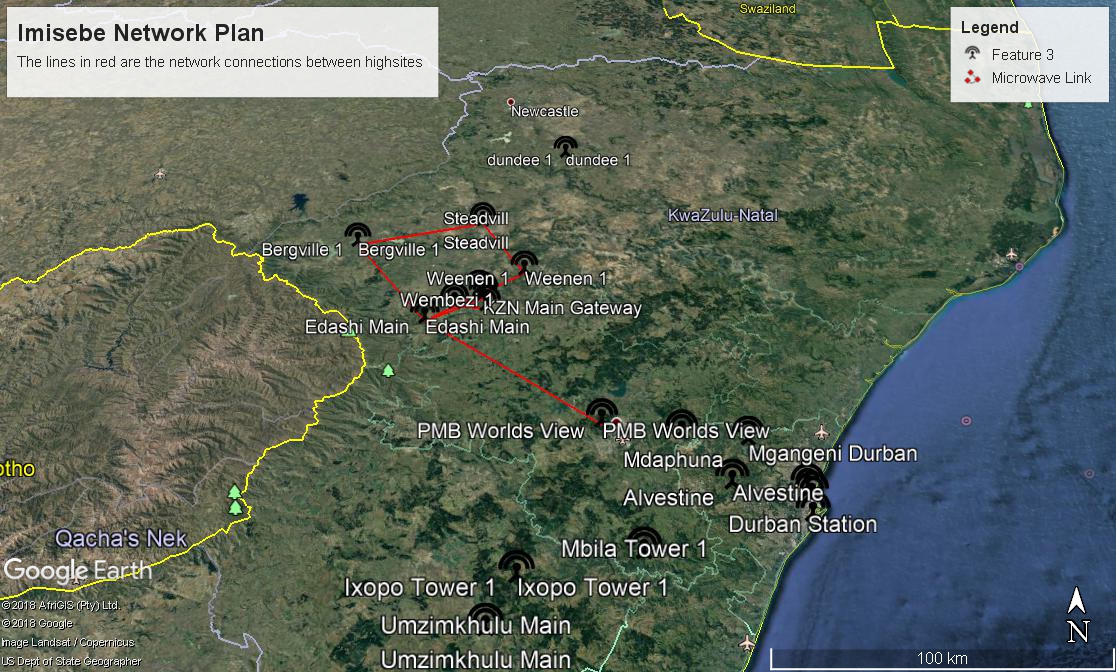 Swaziland
Imisebe Network Plan
The lines in red are the network connections between highsites
Legend
Feature 3
Microwave Link
Newcastle
dundee 1
dundee 1
Steadvill
KwaZulu-Natal
Steadvill
Bergville 1
Bergville 1
Weenen 1
Weenen 1
Wembezi 1
KZN Main Gateway
Edashi Main
Edashi Main
PMB Worlds View
PMB Worlds View
Mgangeni Durban
Mdaphuna
otho
Alvestine
Alvestine
Durban Station
Qacha's Nek
Mbila Tower 1
Google Earth
Ixopo Tower 1
Ixopo Tower 1
©2018 AfriGIS (Pty) Ltd.
©2018 Google
Image Landsat / Copernicus
US Dept of State Geographer
Umzimkhulu Main
Umzimkhulu Main
N
100 km